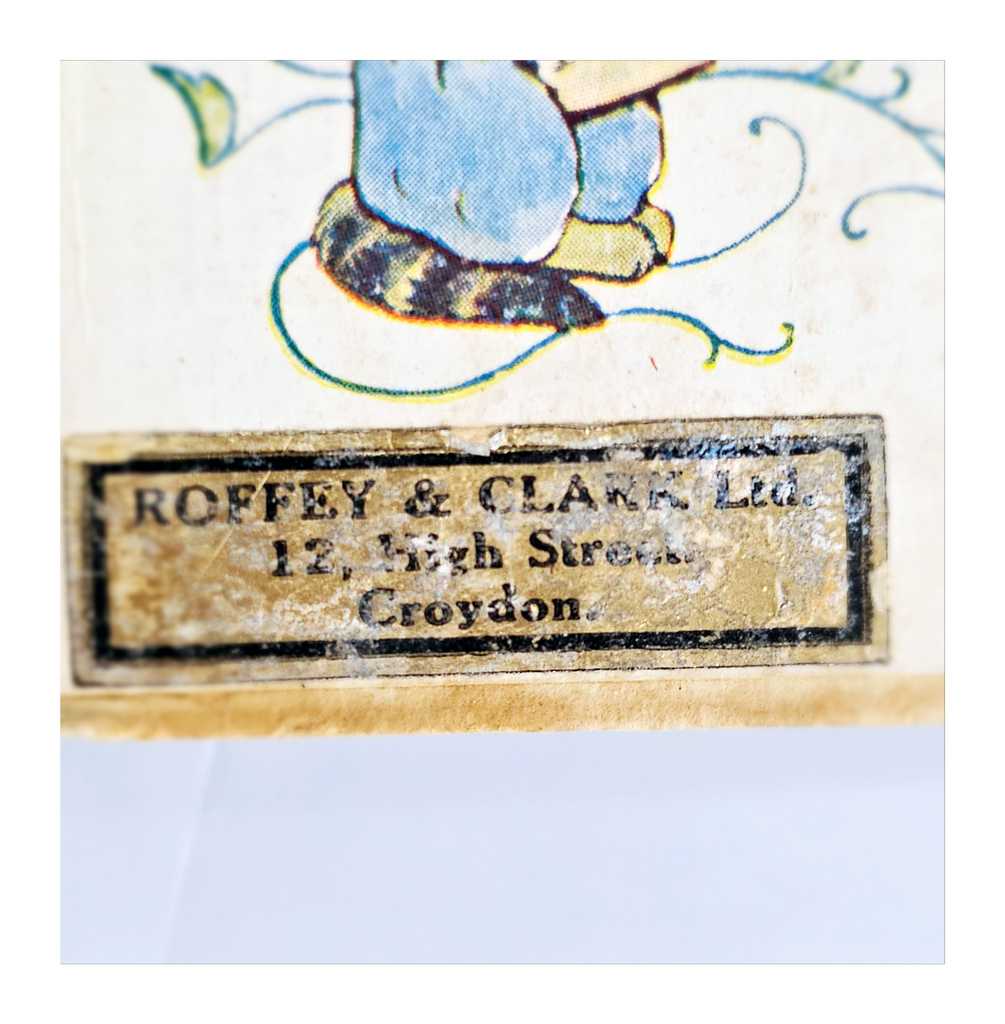 ROFFEY & CLARK Ltd.
12, High Street.
Croydon.